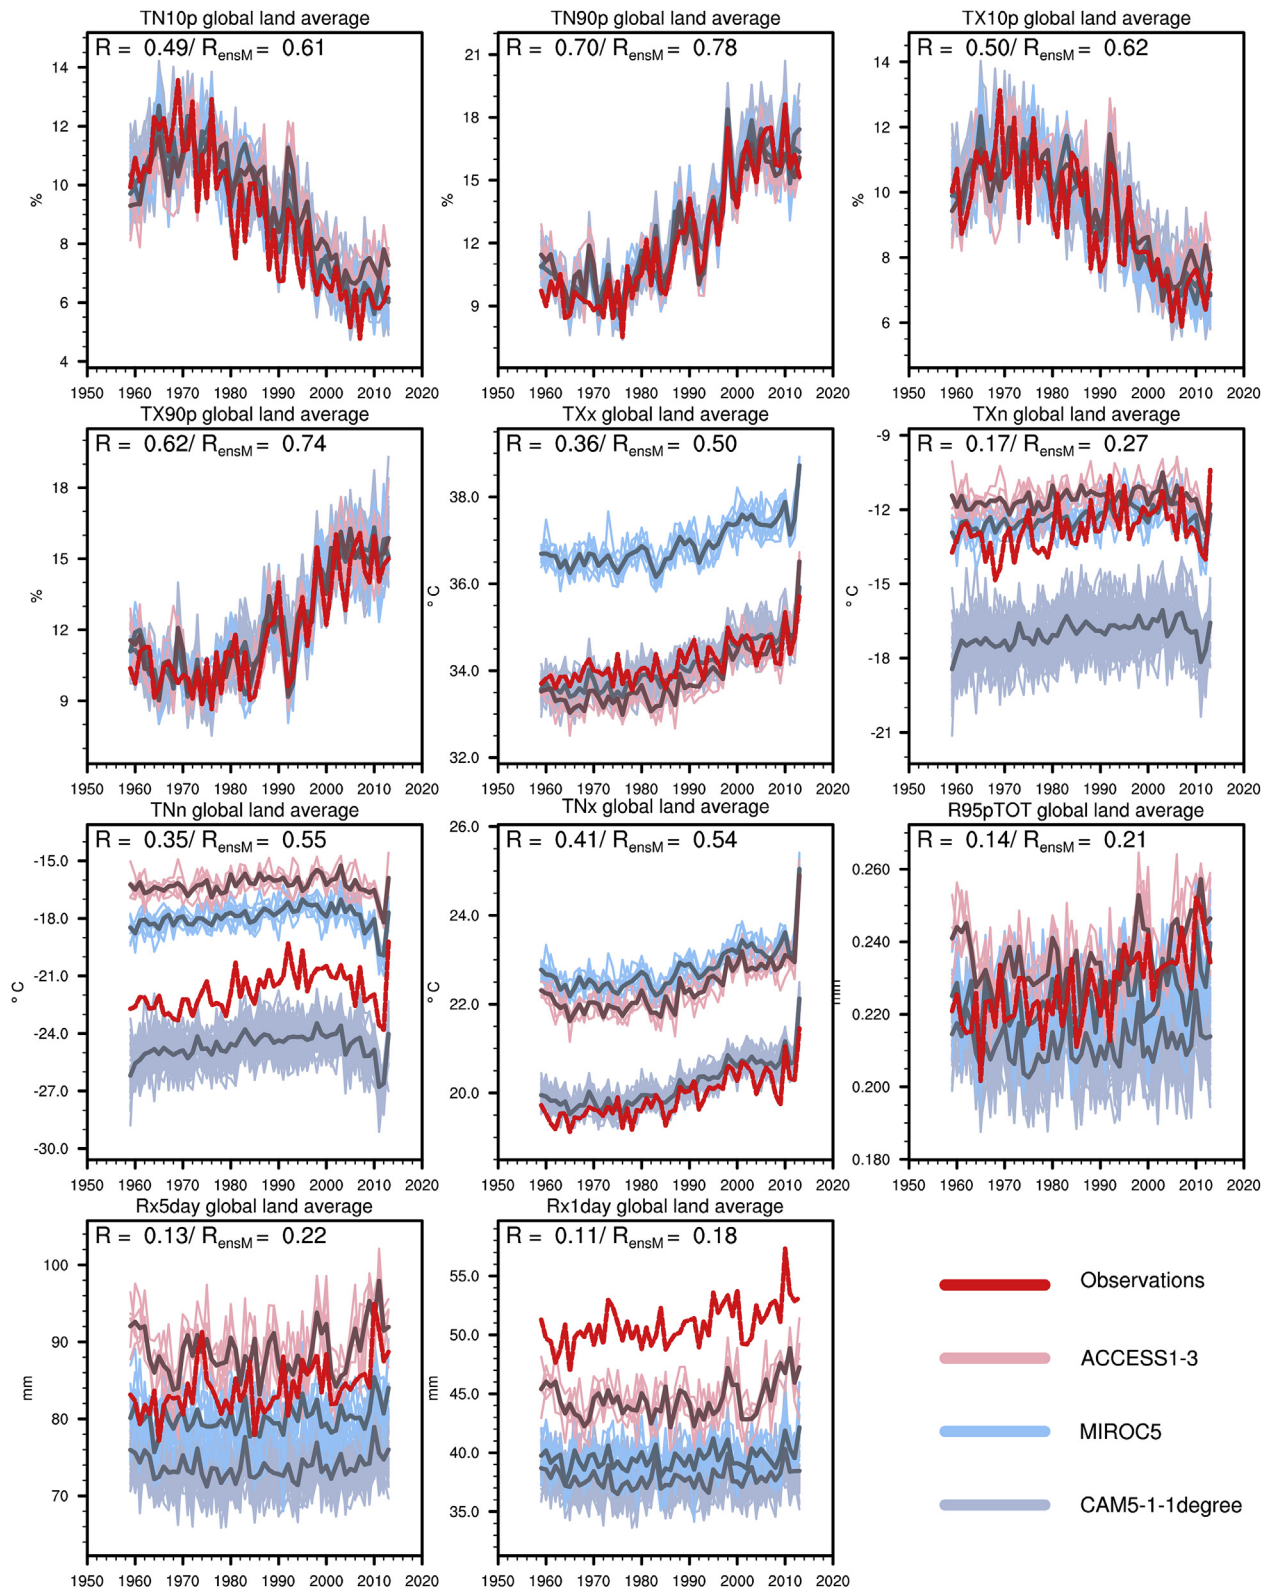 TN10p global land average
R = 0.49/ RensM = 0.61
14
12
10
8
6
4
%
1950 1960 1970 1980 1990 2000 2010 2020
TN90p global land average
R = 0.70/ RensM = 0.78
21
18
15
12
9
%
1950 1960 1970 1980 1990 2000 2010 2020
TX10p global land average
R = 0.50/ RensM = 0.62
14
12
10
8
6
%
1950 1960 1970 1980 1990 2000 2010 2020
TX90p global land average
R = 0.62/ RensM = 0.74
18
15
12
9
%
1950 1960 1970 1980 1990 2000 2010 2020
TXx global land average
R = 0.36/ RensM = 0.50
38.0
36.0
34.0
32.0
° C
1950 1960 1970 1980 1990 2000 2010 2020
TXn global land average
R = 0.17/ RensM = 0.27
-9
-12
-15
-18
-21
° C
1950 1960 1970 1980 1990 2000 2010 2020
TNn global land average
R = 0.35/ RensM = 0.55
-15.0
-18.0
-21.0
-24.0
-27.0
-30.0
° C
1950 1960 1970 1980 1990 2000 2010 2020
TNx global land average
R = 0.41/ RensM = 0.54
26.0
24.0
22.0
20.0
° C
1950 1960 1970 1980 1990 2000 2010 2020
R95pTOT global land average
R = 0.14/ RensM = 0.21
0.260
0.240
0.220
0.200
0.180
mm
1950 1960 1970 1980 1990 2000 2010 2020
Rx5day global land average
R = 0.13/ RensM = 0.22
100
90
80
70
mm
1950 1960 1970 1980 1990 2000 2010 2020
Rx1day global land average
R = 0.11/ RensM = 0.18
55.0
50.0
45.0
40.0
35.0
mm
1950 1960 1970 1980 1990 2000 2010 2020
Observations
ACCESS1-3
MIROC5
CAM5-1-1degree